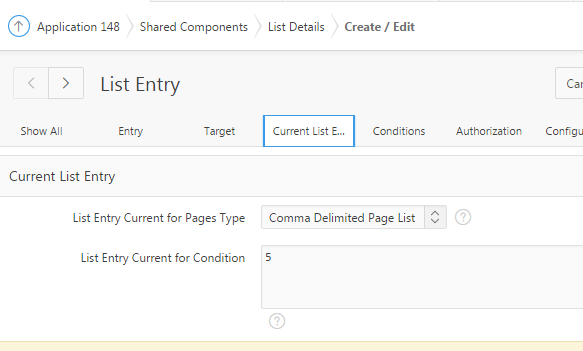 Application 148 Shared Components List Details Create / Edit
List Entry Can
Show All Entry Target Current List E... Conditions Authorization Configu
Current List Entry
List Entry Current for Pages Type Comma Delimited Page List ?
List Entry Current for Condition 5
?